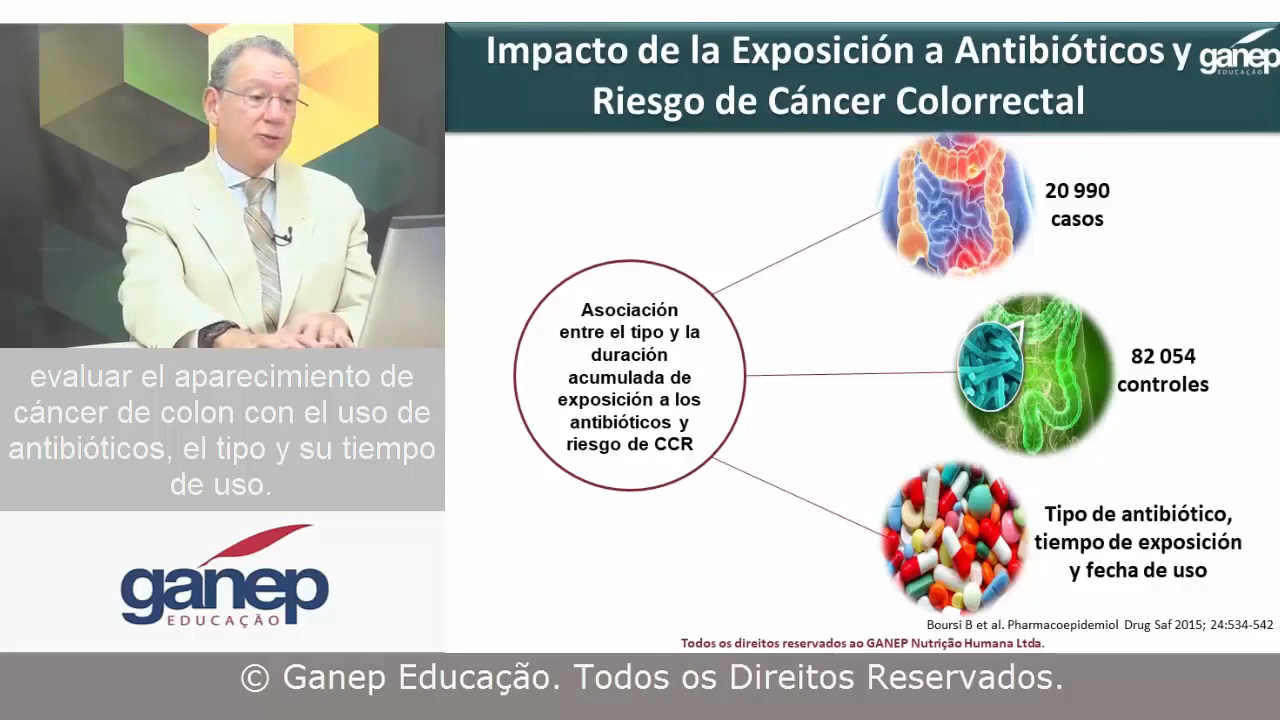 Impacto de la Exposición a Antibióticos y
Riesgo de Cáncer Colorrectal
ganep
EDUCAÇÃO
20 990
casos
Asociación
entre el tipo y la
duración
acumulada de
exposición a los
antibióticos y
riesgo de CCR
82 054
controles
Tipo de antibiótico,
tiempo de exposición
y fecha de uso
Boursi B et al. Pharmacoepidemiol Drug Saf 2015; 24:534-542
Todos os direitos reservados ao GANEP Nutrição Humana Ltda.
evaluar el aparecimiento de
cáncer de colon con el uso de
antibióticos, el tipo y su tiempo
de uso.
ganep
EDUCAÇÃO
© Ganep Educação. Todos os Direitos Reservados.